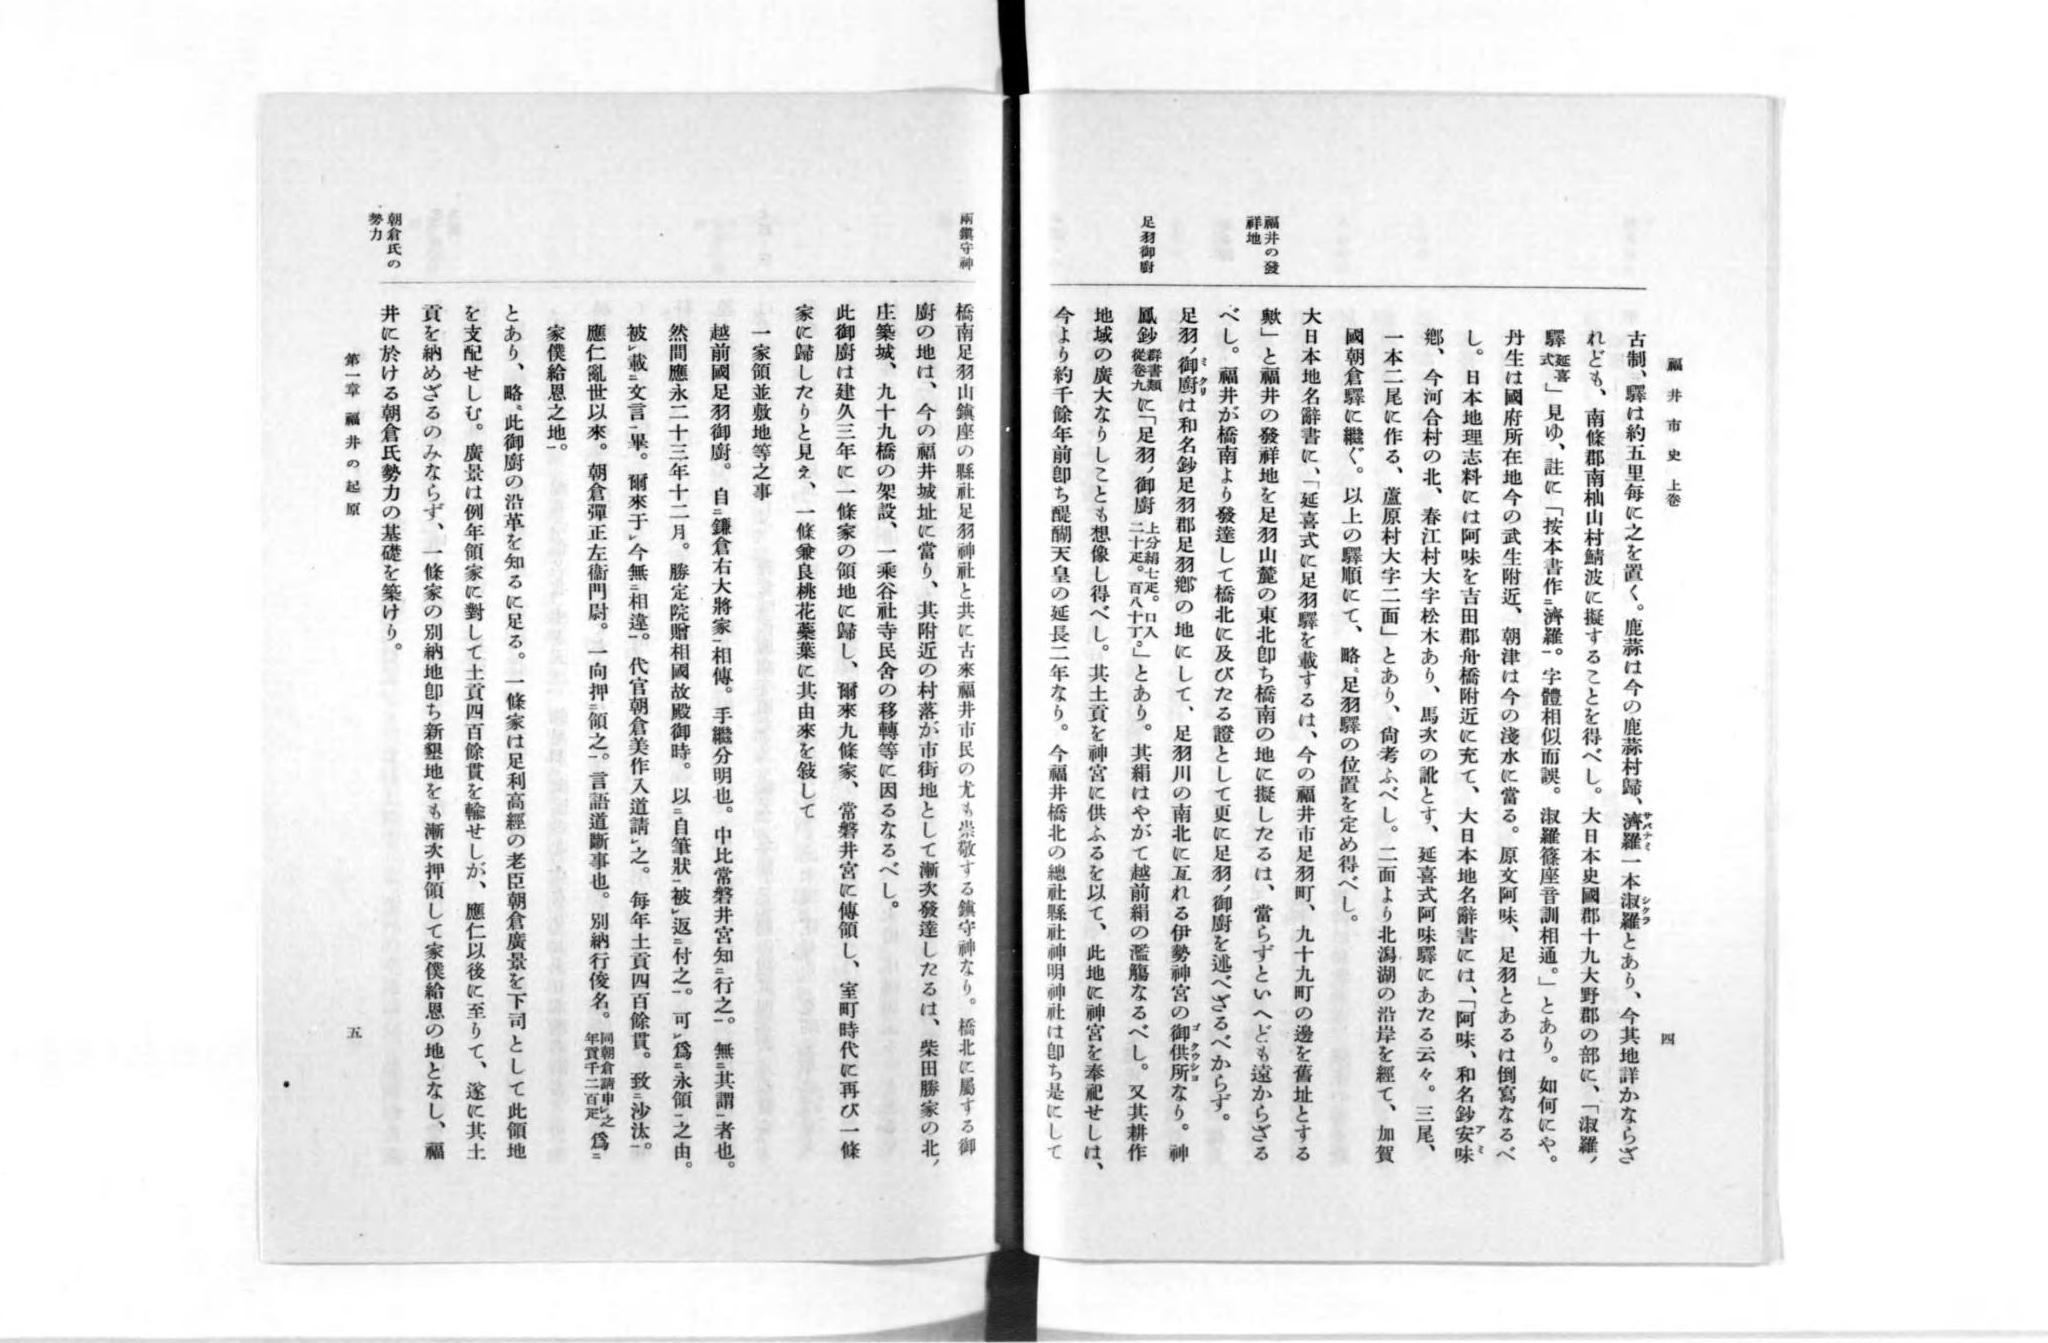 福井市史 上卷
四
古制、驛は約五里每に之を置く。鹿蒜は今の鹿蒜村歸、濟羅一本淑羅とあり、今其地詳かならざ
サバナミ
シクラ
れども、南條郡南杣山村鯖波に擬することを得べし。大日本史國郡十九大野郡の部に、「淑羅ノ
驛延喜式」見ゆ、註に「按本書作二濟羅一。字體相似而誤。淑羅篠座音訓相通。」とあり。如何にや。
丹生は國府所在地今の武生附近、朝津は今の淺水に當る。原文阿味、足羽とあるは倒寫なるべ
し。日本地理志料には阿味を吉田郡舟橋附近に充て、大日本地名辭書には、「阿味、和名鈔安味
アミ
鄕、今河合村の北、春江村大字松木あり、馬次の訛とす、延喜式阿味驛にあたる云々。三尾、
一本二尾に作る、蘆原村大字二面」とあり、尙考ふべし。二面より北潟湖の沿岸を經て、加賀
國朝倉驛に繼ぐ。以上の驛順にて、略〻足羽驛の位置を定め得べし。
福井の發祥地
大日本地名辭書に、「延喜式に足羽驛を載するは、今の福井市足羽町、九十九町の邊を舊址とする
歟」と福井の發祥地を足羽山麓の東北卽ち橋南の地に擬したるは、當らずといへども遠からざる
べし。福井が橋南より發達して橋北に及びたる證として更に足羽ノ御廚を述べざるべからず。
足羽御廚
足羽ノ御廚は和名鈔足羽郡足羽鄕の地にして、足羽川の南北に亙れる伊勢神宮の御供所なり。神
ミクリ
ゴクウシヨ
鳳鈔群書類從卷九に「足羽ノ御廚上分絹七疋。口入二十疋。百八十丁。」とあり。其絹はやがて越前絹の濫觴なるべし。又其耕作
地域の廣大なりしことも想像し得べし。共土貢を神宮に供ふるを以て、此地に神宮を奉祀せしは、
今より約千餘年前卽ち醍醐天皇の延長二年なり。今福井橋北の總社縣社神明神社は卽ち是にして
兩鎭守神
橋南足羽山鎭座の縣社足羽神社と共に古來福井市民の尤も崇敬する鎭守神なり。橋北に屬する御
廚の地は、今の福井城址に當り、其附近の村落が市街地として漸次發達したるは、柴田勝家の北ノ
庄築城、九十九橋の架設、一乘谷社寺民舍の移轉等に因るなるべし。
此御廚は建久三年に一條家の領地に歸し、爾來九條家、常磐井宮に傳領し、室町時代に再び一條
家に歸したりと見え、一條兼良桃花蘂葉に其由來を敍して
一家領並敷地等之事
越前國足羽御廚。自二鎌倉右大將家一相傳。手繼分明也。中比常磐井宮知二行之一。無二其謂一者也。
然間應永二十三年十二月。勝定院贈相國故殿御時。以二自筆狀一被レ返二付之一。可レ爲二永領一之由。
被レ載二文言一畢。爾來于レ今無二相違一。代官朝倉美作入道請レ之。每年土貢四百餘貫。致二沙汰一。
應仁亂世以來。朝倉彈正左衞門尉。一向押二領之一。言語道斷事也。別納行俊名。同朝倉請申レ之年貢千二百疋爲二
家僕給恩之地一。
とあり、略〻此御廚の沿革を知るに足る。一條家は足利高經の老臣朝倉廣景を下司として此領地
を支配せしむ。廣景は例年領家に對して土貢四百餘貫を輸せしが、應仁以後に至りて、遂に其土
貢を納めざるのみならず、一條家の別納地卽ち新墾地をも漸次押領して家僕給恩の地となし、福
朝倉氏の勢力
井に於ける朝倉氏勢力の基礎を築けり。
第一章 福井の起原
五